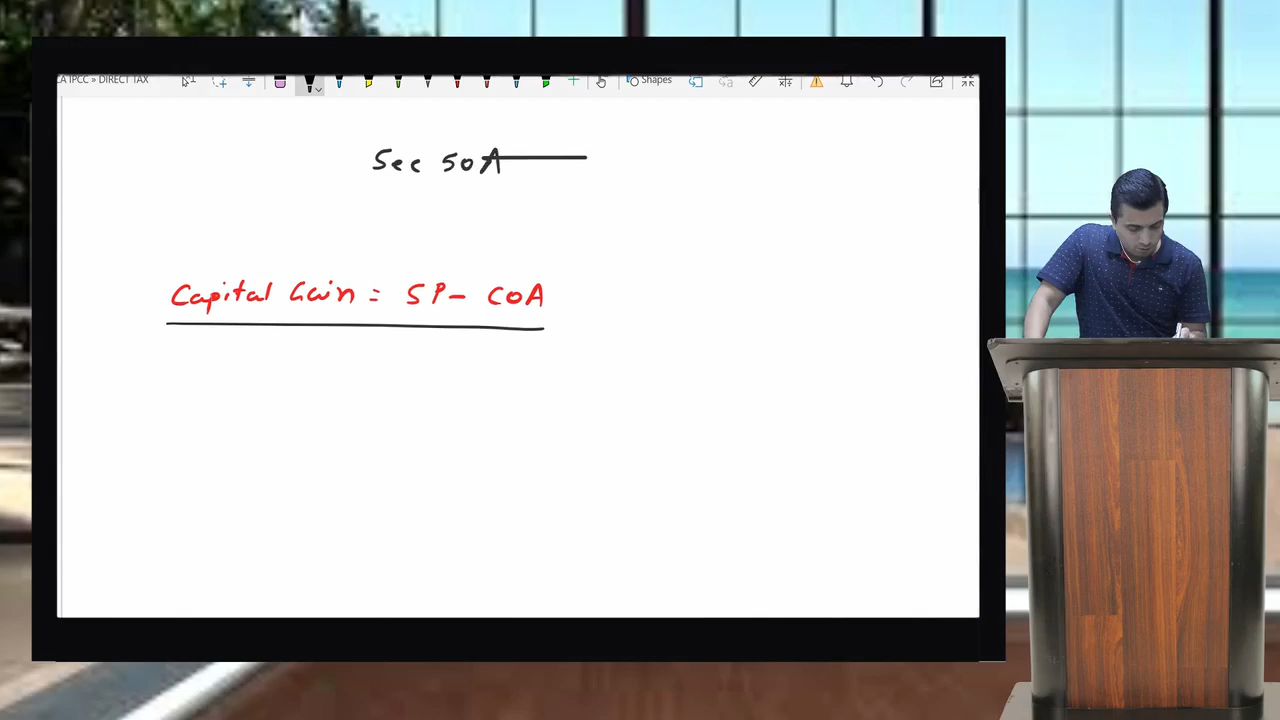 CA IPCC » DIRECT TAX
Shapes
Sec 50A
Capital Gain = SP - COA